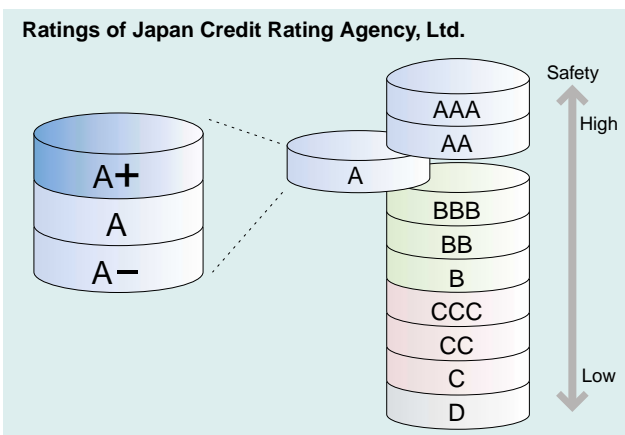 Ratings of Japan Credit Rating Agency, Ltd.
A+
A
A−
A
AAA
AA
BBB
BB
B
CCC
CC
C
D
Safety
High
Low